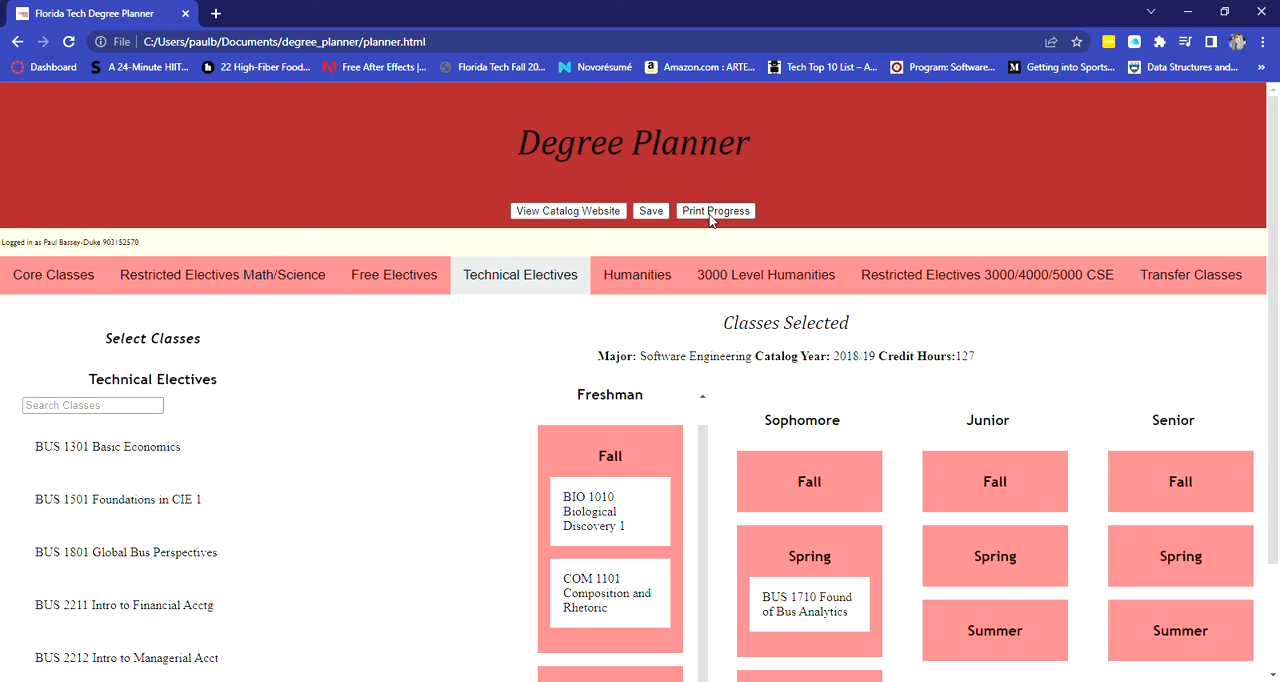 Florida Tech Degree Planner
File
C:/Users/paulb/Documents/degree_planner/planner.html
Dashboard
A 24-Minute HIIT...
22 High-Fiber Food...
Free After Effects |...
Florida Tech Fall 20...
Novorésumé
Amazon.com : ARTE...
Tech Top 10 List – A...
Program: Software...
Getting into Sports...
Data Structures and...
»
Degree Planner
View Catalog Website
Save
Print Progress
Logged in as Paul Bassey-Duke 903152570
Core Classes
Restricted Electives Math/Science
Free Electives
Technical Electives
Humanities
3000 Level Humanities
Restricted Electives 3000/4000/5000 CSE
Transfer Classes
Select Classes
Technical Electives
Search Classes
BUS 1301 Basic Economics
BUS 1501 Foundations in CIE 1
BUS 1801 Global Bus Perspectives
BUS 2211 Intro to Financial Acctg
BUS 2212 Intro to Managerial Acct
Classes Selected
Major: Software Engineering Catalog Year: 2018/19 Credit Hours:127
Freshman
Fall
BIO 1010
Biological
Discovery 1
COM 1101
Composition and
Rhetoric
Sophomore
Fall
Spring
BUS 1710 Found
of Bus Analytics
Junior
Fall
Spring
Summer
Senior
Fall
Spring
Summer